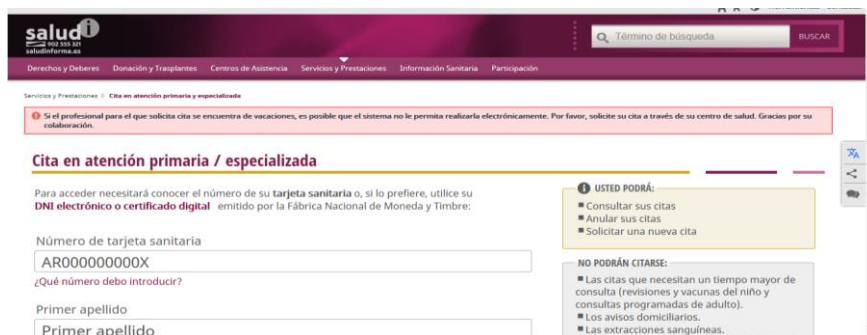 salud
902 555 321
saludinforma.es
Término de búsqueda
BUSCAR
Derechos y Deberes Donación y Trasplantes Centros de Asistencia Servicios y Prestaciones Información Sanitaria Participación
Servicios y Prestaciones Cita en atención primaria y especializada
Si el profesional para el que solicita cita se encuentra de vacaciones, es posible que el sistema no le permita realizarla electrónicamente. Por favor, solicite su cita a través de su centro de salud. Gracias por su
colaboración.
Cita en atención primaria / especializada
Para acceder necesitará conocer el número de su tarjeta sanitaria o, si lo prefiere, utilice su
DNI electrónico o certificado digital emitido por la Fábrica Nacional de Moneda y Timbre:
Número de tarjeta sanitaria
AR000000000X
¿Qué número debo introducir?
Primer apellido
Primer apellido
USTED PODRÁ:
Consultar sus citas
Anular sus citas
Solicitar una nueva cita
NO PODRÁN CITARSE:
Las citas que necesitan un tiempo mayor de
consulta (revisiones y vacunas del niño y
consultas programadas de adulto).
Los avisos domiciliarios.
Las extracciones sanguíneas.